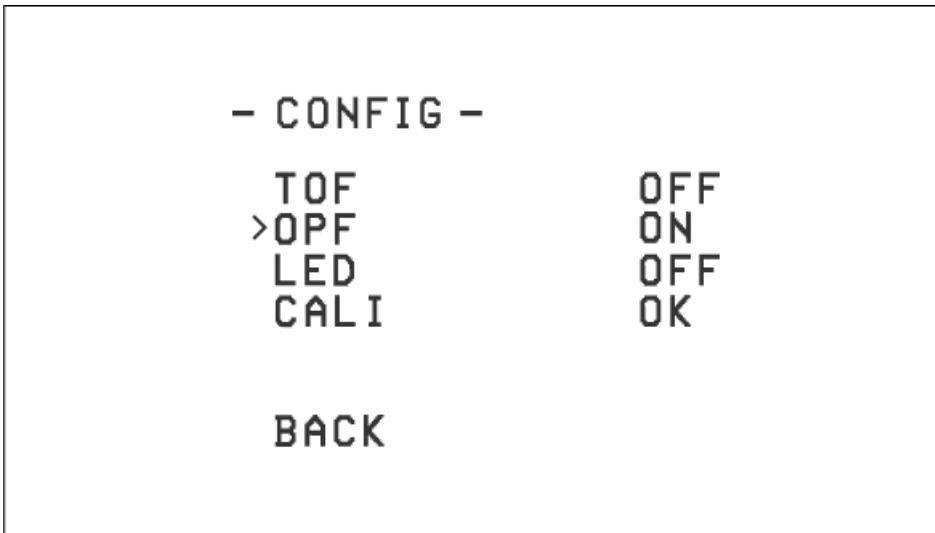 - CONFIG -
TOF OFF
>OPF ON
LED OFF
CALI OK
BACK